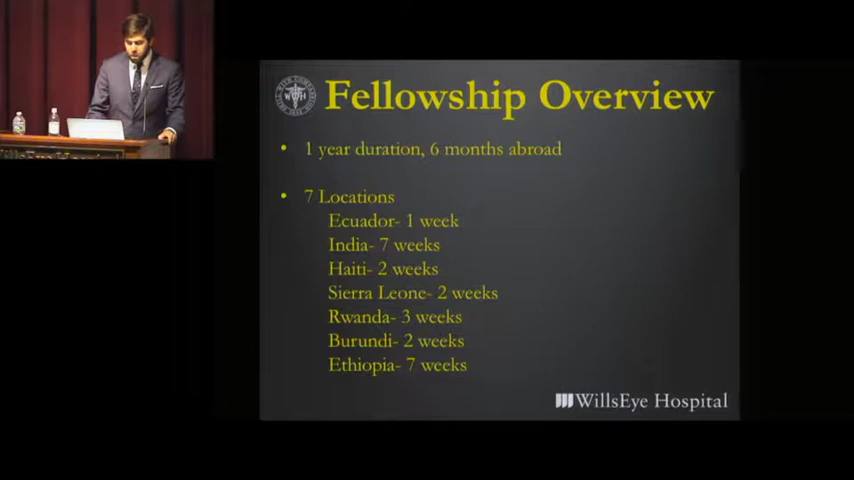 Fellowship Overview
• 1 year duration, 6 months abroad
• 7 Locations
Ecuador- 1 week
India- 7 weeks
Haiti- 2 weeks
Sierra Leone- 2 weeks
Rwanda- 3 weeks
Burundi- 2 weeks
Ethiopia- 7 weeks
WillsEye Hospital